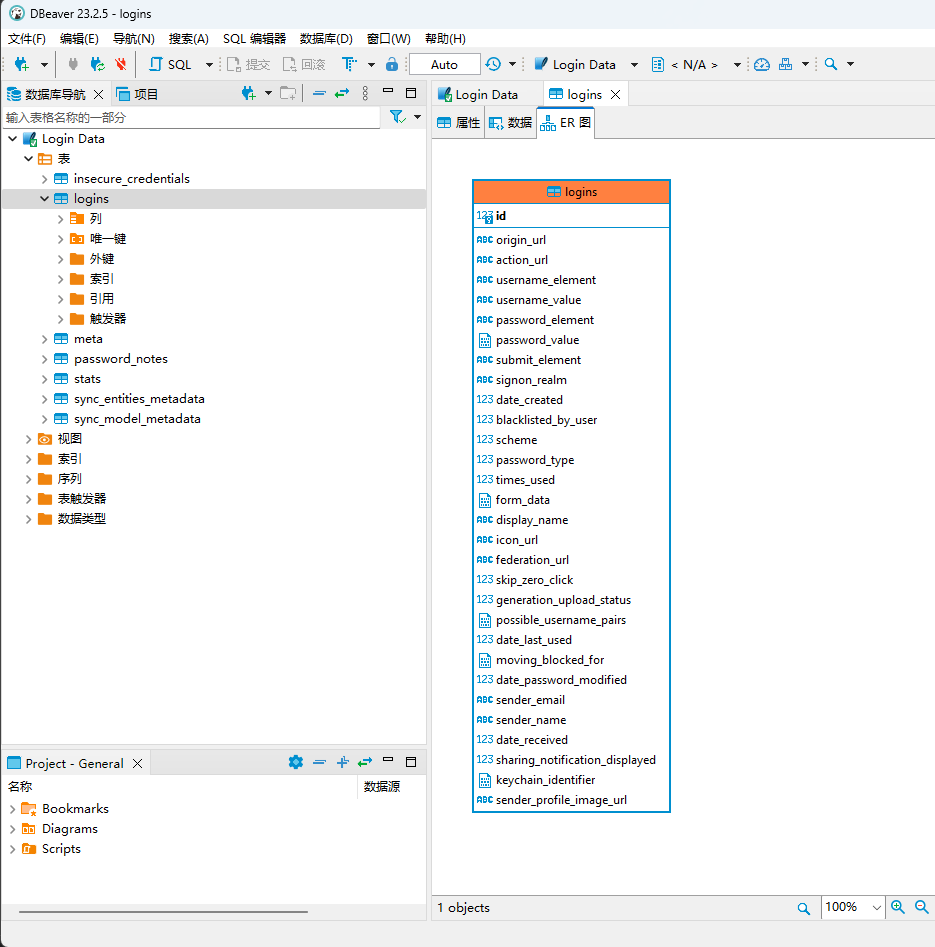 DBeaver 23.2.5 - logins
文件(F) 编辑(E) 导航(N) 搜索(A) SQL 编辑器 数据库(D) 窗口(W) 帮助(H)
SQL 提交 回滚 Auto Login Data < N/A >
数据库导航 项目
输入表格名称的一部分
Login Data
表
insecure_credentials
logins
列
唯一键
外键
索引
引用
触发器
meta
password_notes
stats
sync_entities_metadata
sync_model_metadata
视图
索引
序列
表触发器
数据类型
Project - General
名称 数据源
Bookmarks
Diagrams
Scripts
Login Data logins
属性 数据 ER 图
logins
123 id
ABC origin_url
ABC action_url
ABC username_element
ABC username_value
ABC password_element
password_value
ABC submit_element
ABC signon_realm
123 date_created
123 blacklisted_by_user
123 scheme
123 password_type
123 times_used
form_data
ABC display_name
ABC icon_url
ABC federation_url
123 skip_zero_click
123 generation_upload_status
possible_username_pairs
123 date_last_used
moving_blocked_for
123 date_password_modified
ABC sender_email
ABC sender_name
123 date_received
123 sharing_notification_displayed
keychain_identifier
ABC sender_profile_image_url
1 objects
100%